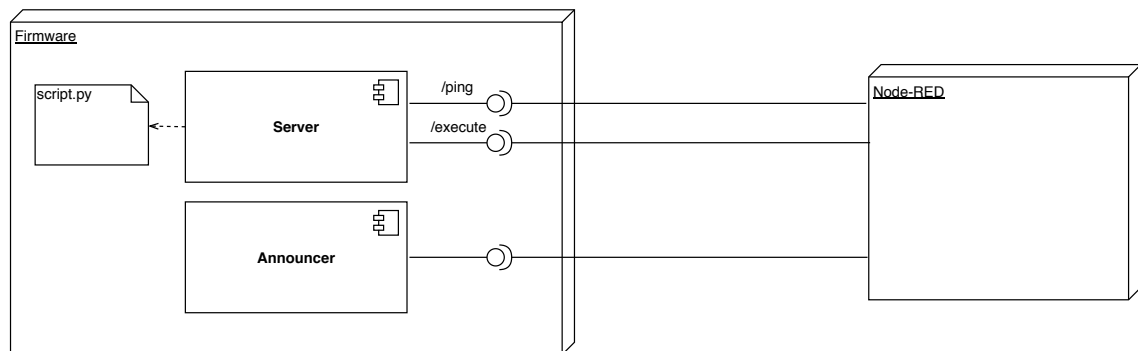 Firmware
script.py
Server
/ping
/execute
Node-RED
Announcer